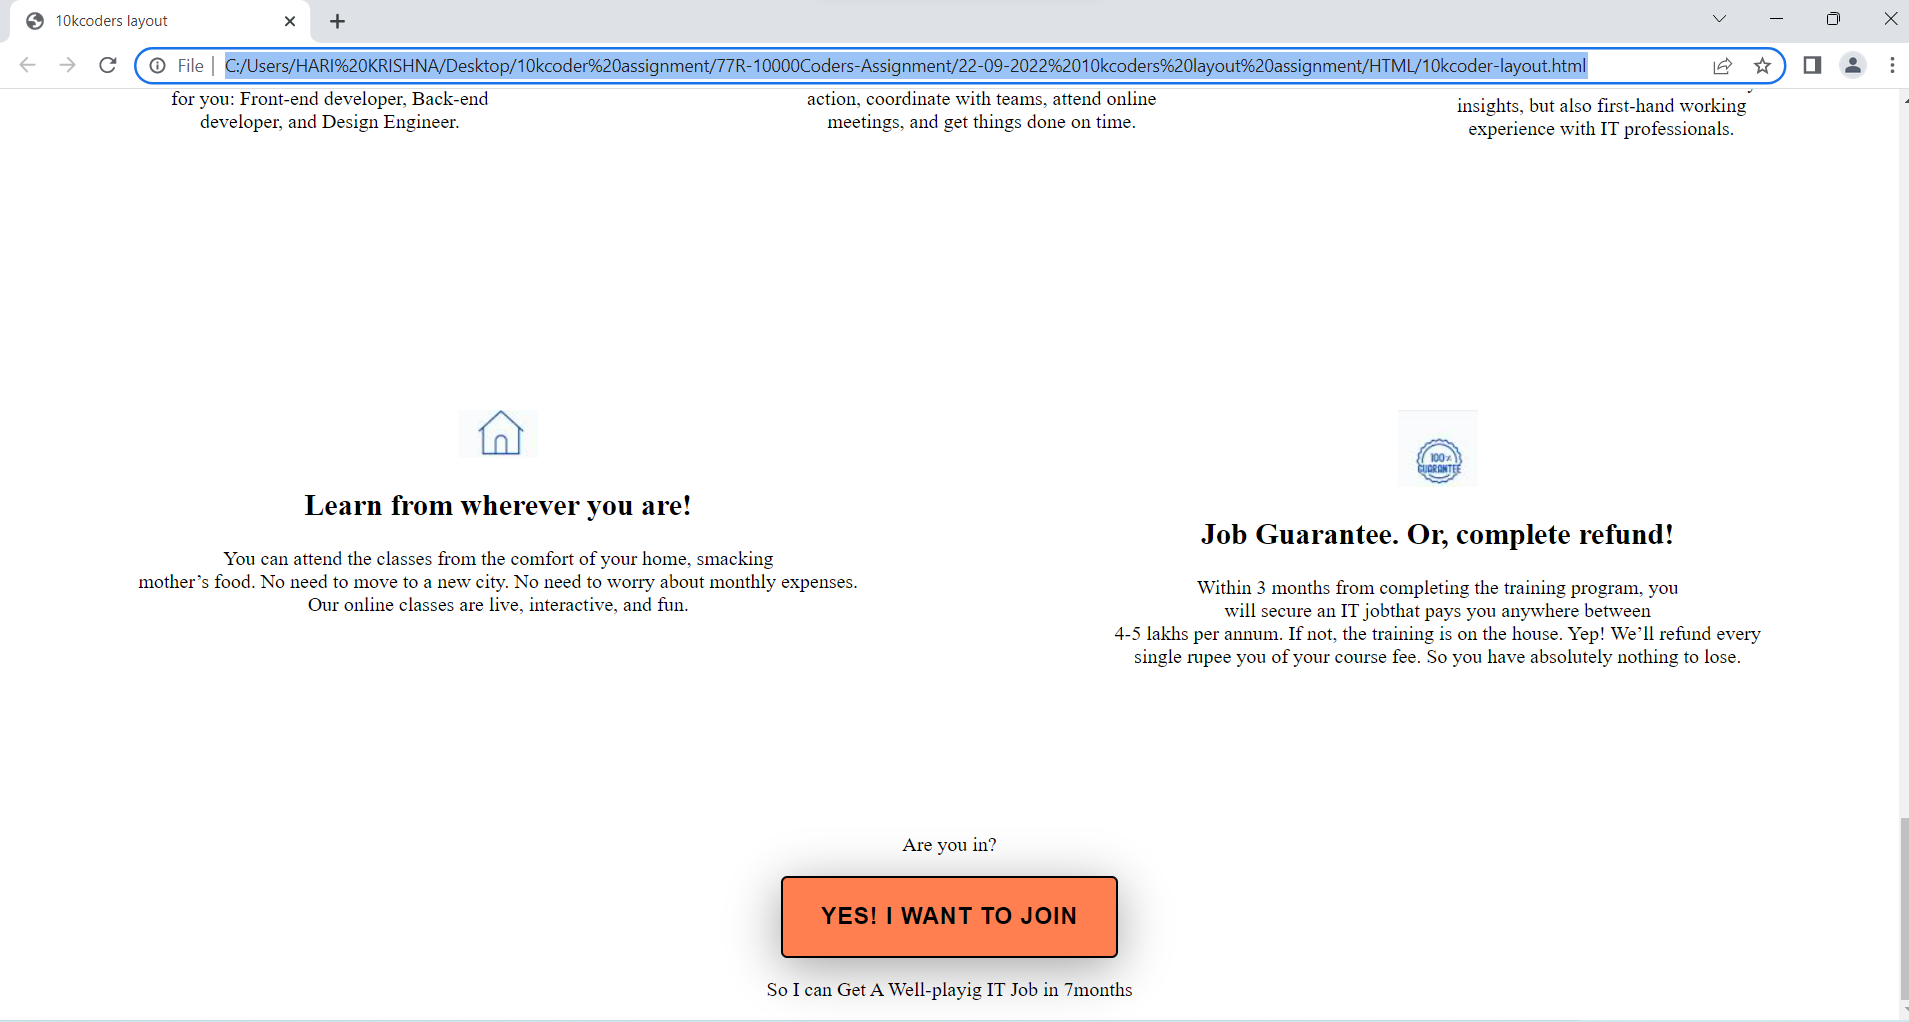 10kcoders layout
File
C:/Users/HARI%20KRISHNA/Desktop/10kcoder%20assignment/77R-10000Coders-Assignment/22-09-2022%2010kcoders%20layout%20assignment/HTML/10kcoder-layout.html
for you: Front-end developer, Back-end
developer, and Design Engineer.
action, coordinate with teams, attend online
meetings, and get things done on time.
insights, but also first-hand working
experience with IT professionals.
Learn from wherever you are!
You can attend the classes from the comfort of your home, smacking
mother’s food. No need to move to a new city. No need to worry about monthly expenses.
Our online classes are live, interactive, and fun.
100%
GUARANTEE
Job Guarantee. Or, complete refund!
Within 3 months from completing the training program, you
will secure an IT jobthat pays you anywhere between
4-5 lakhs per annum. If not, the training is on the house. Yep! We’ll refund every
single rupee you of your course fee. So you have absolutely nothing to lose.
Are you in?
YES! I WANT TO JOIN
So I can Get A Well-playig IT Job in 7months